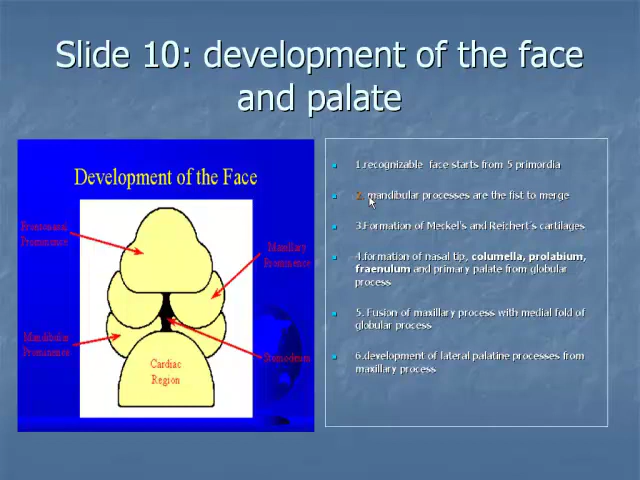 Slide 10: development of the face
and palate
Development of the Face
Frontonasal
Prominence
Maxillary
Prominence
Mandibular
Prominence
Stomodeum
Cardiac
Region
1.recognizable face starts from 5 primordia
2. mandibular processes are the fist to merge
3.Formation of Meckel's and Reichert's cartilages
4.formation of nasal tip, columella, prolabium,
fraenulum and primary palate from globular
process
5. Fusion of maxillary process with medial fold of
globular process
6.development of lateral palatine processes from
maxillary process